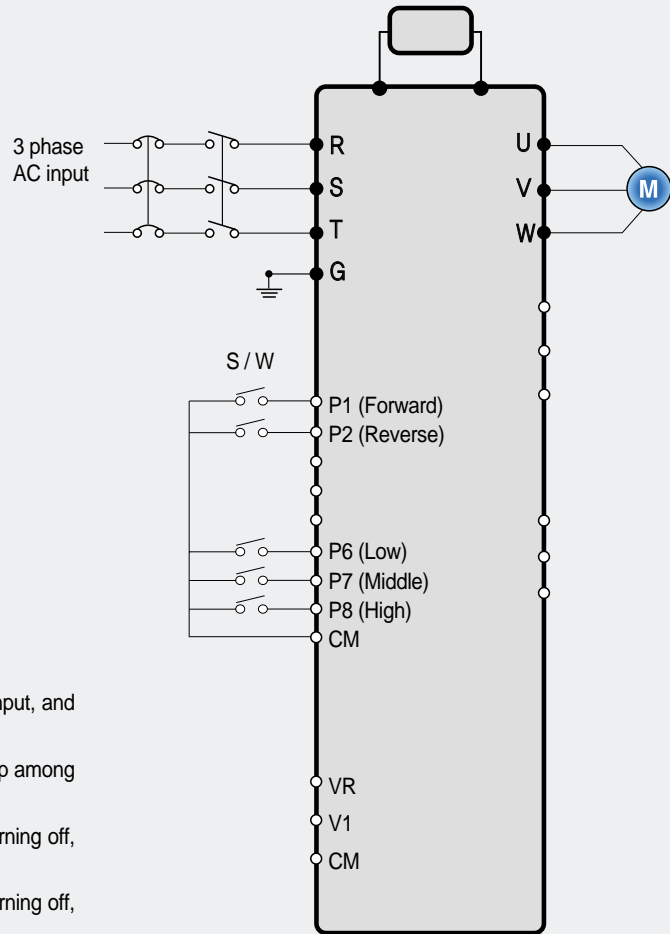 3 phase
AC input
R
S
T
G
U
V
W
M
S / W
P1 (Forward)
P2 (Reverse)
P6 (Low)
P7 (Middle)
P8 (High)
CM
VR
V1
CM
put, and
p among
rning off,
rning off,